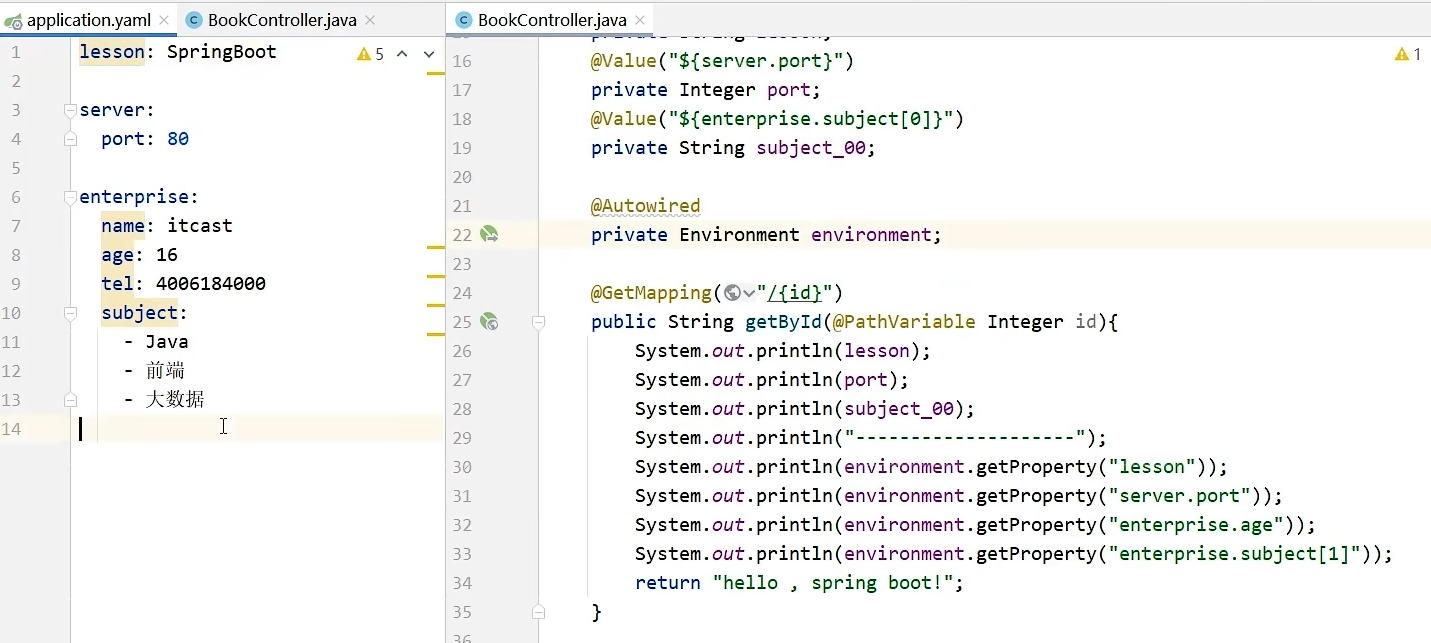 application.yaml
BookController.java
BookController.java
1 lesson: SpringBoot
5
2
3 server:
4 port: 80
5
6 enterprise:
7 name: itcast
8 age: 16
9 tel: 4006184000
10 subject:
11 - Java
12 - 前端
13 - 大数据
14
1
16 @Value("${server.port}")
17 private Integer port;
18 @Value("${enterprise.subject[0]}")
19 private String subject_00;
20
21 @Autowired
22 private Environment environment;
23
24 @GetMapping("/{id}")
25 public String getById(@PathVariable Integer id){
26 System.out.println(lesson);
27 System.out.println(port);
28 System.out.println(subject_00);
29 System.out.println("--------------------");
30 System.out.println(environment.getProperty("lesson"));
31 System.out.println(environment.getProperty("server.port"));
32 System.out.println(environment.getProperty("enterprise.age"));
33 System.out.println(environment.getProperty("enterprise.subject[1]"));
34 return "hello , spring boot!";
35 }
36